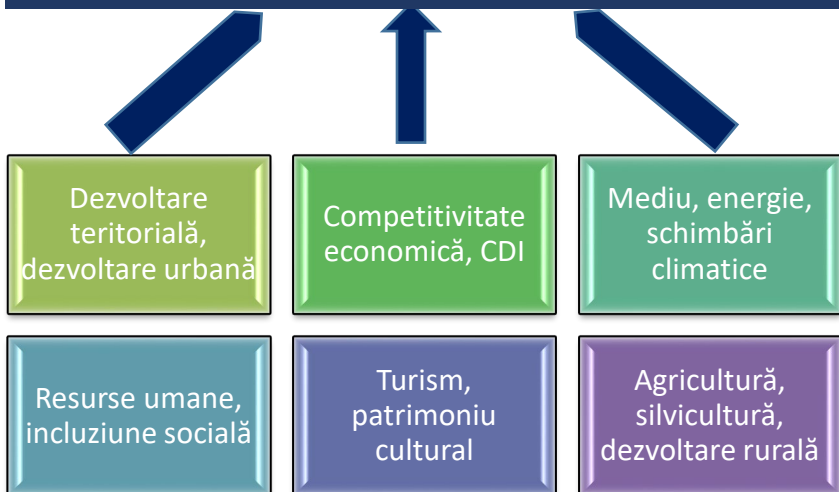 Dezvoltare
teritorială,
dezvoltare urbană
Competitivitate
economică, CDI
Mediu, energie,
schimbări
climatice
Resurse umane,
incluziune socială
Turism,
patrimoniu
cultural
Agricultură,
silvicultură,
dezvoltare rurală